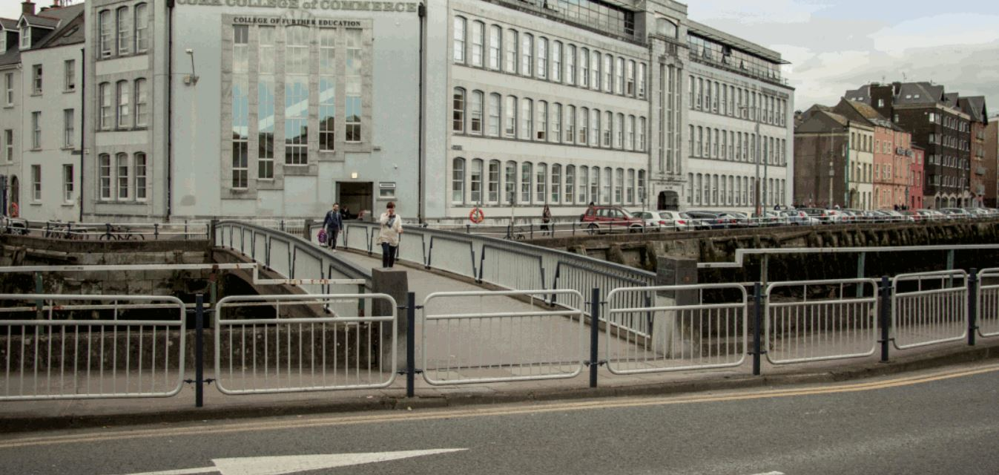 CORK COLLEGE of COMMERCE
COLLEGE OF FURTHER EDUCATION